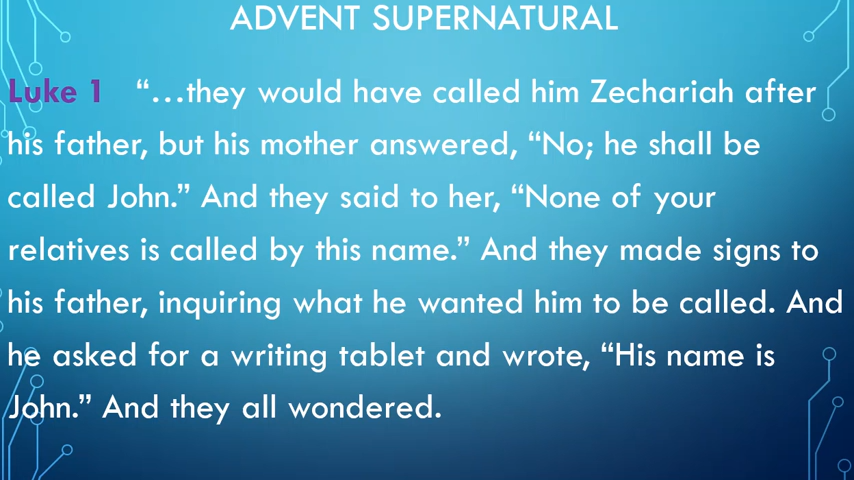 ADVENT SUPERNATURAL
Luke 1 “…they would have called him Zechariah after
his father, but his mother answered, “No; he shall be
called John.” And they said to her, “None of your
relatives is called by this name.” And they made signs to
his father, inquiring what he wanted him to be called. And
he asked for a writing tablet and wrote, “His name is
John.” And they all wondered.